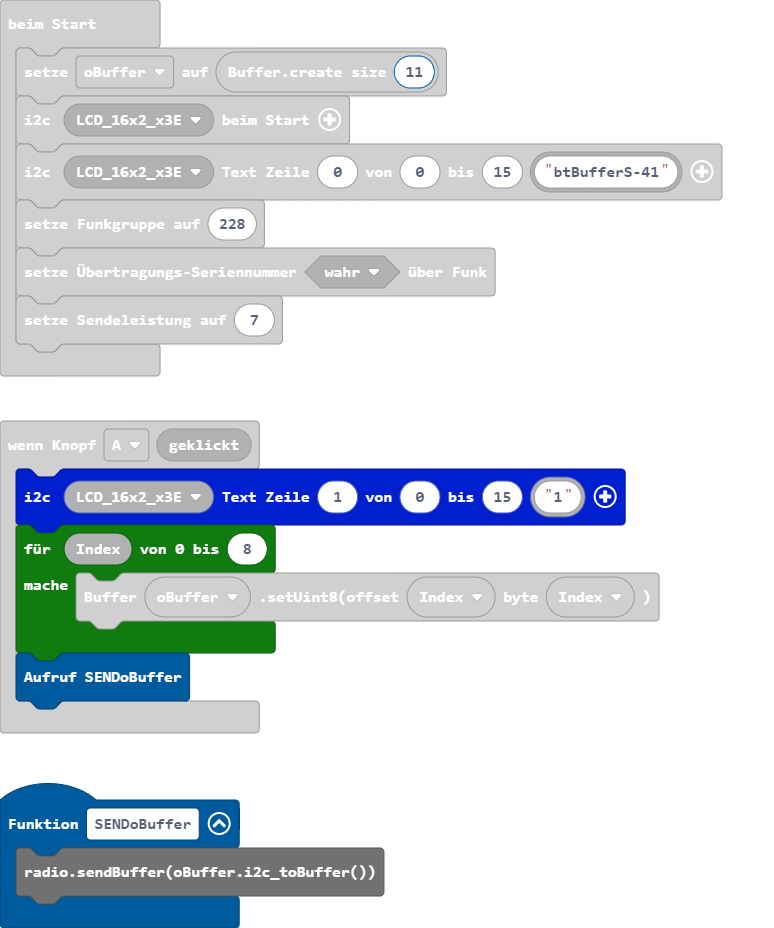 beim Start
setze oBuffer auf Buffer.create size 11
i2c LCD_16x2_x3E beim Start
i2c LCD_16x2_x3E Text Zeile 0 von 0 bis 15 "btBufferS-41"
setze Funkgruppe auf 228
setze Übertragungs-Seriennummer wahr über Funk
setze Sendeleistung auf 7
wenn Knopf A geklickt
i2c LCD_16x2_x3E Text Zeile 1 von 0 bis 15 "1"
für Index von 0 bis 8
mache Buffer oBuffer .setUint8(offset Index byte Index )
Aufruf SENDoBuffer
Funktion SENDoBuffer
radio.sendBuffer(oBuffer.i2c_toBuffer())